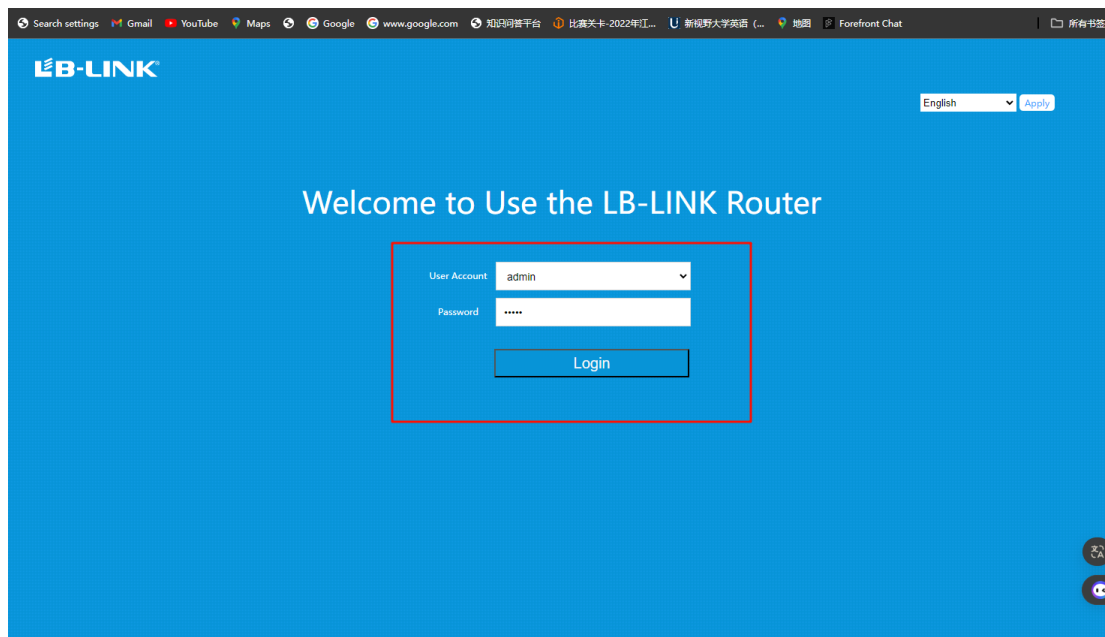 Search settings Gmail YouTube Maps Google www.google.com 知识问答平台 比赛关卡-2022年江... 新视野大学英语 (... 地图 Forefront Chat 所有书签
LB-LINK
English Apply
Welcome to Use the LB-LINK Router
User Account admin
Password •••••
Login